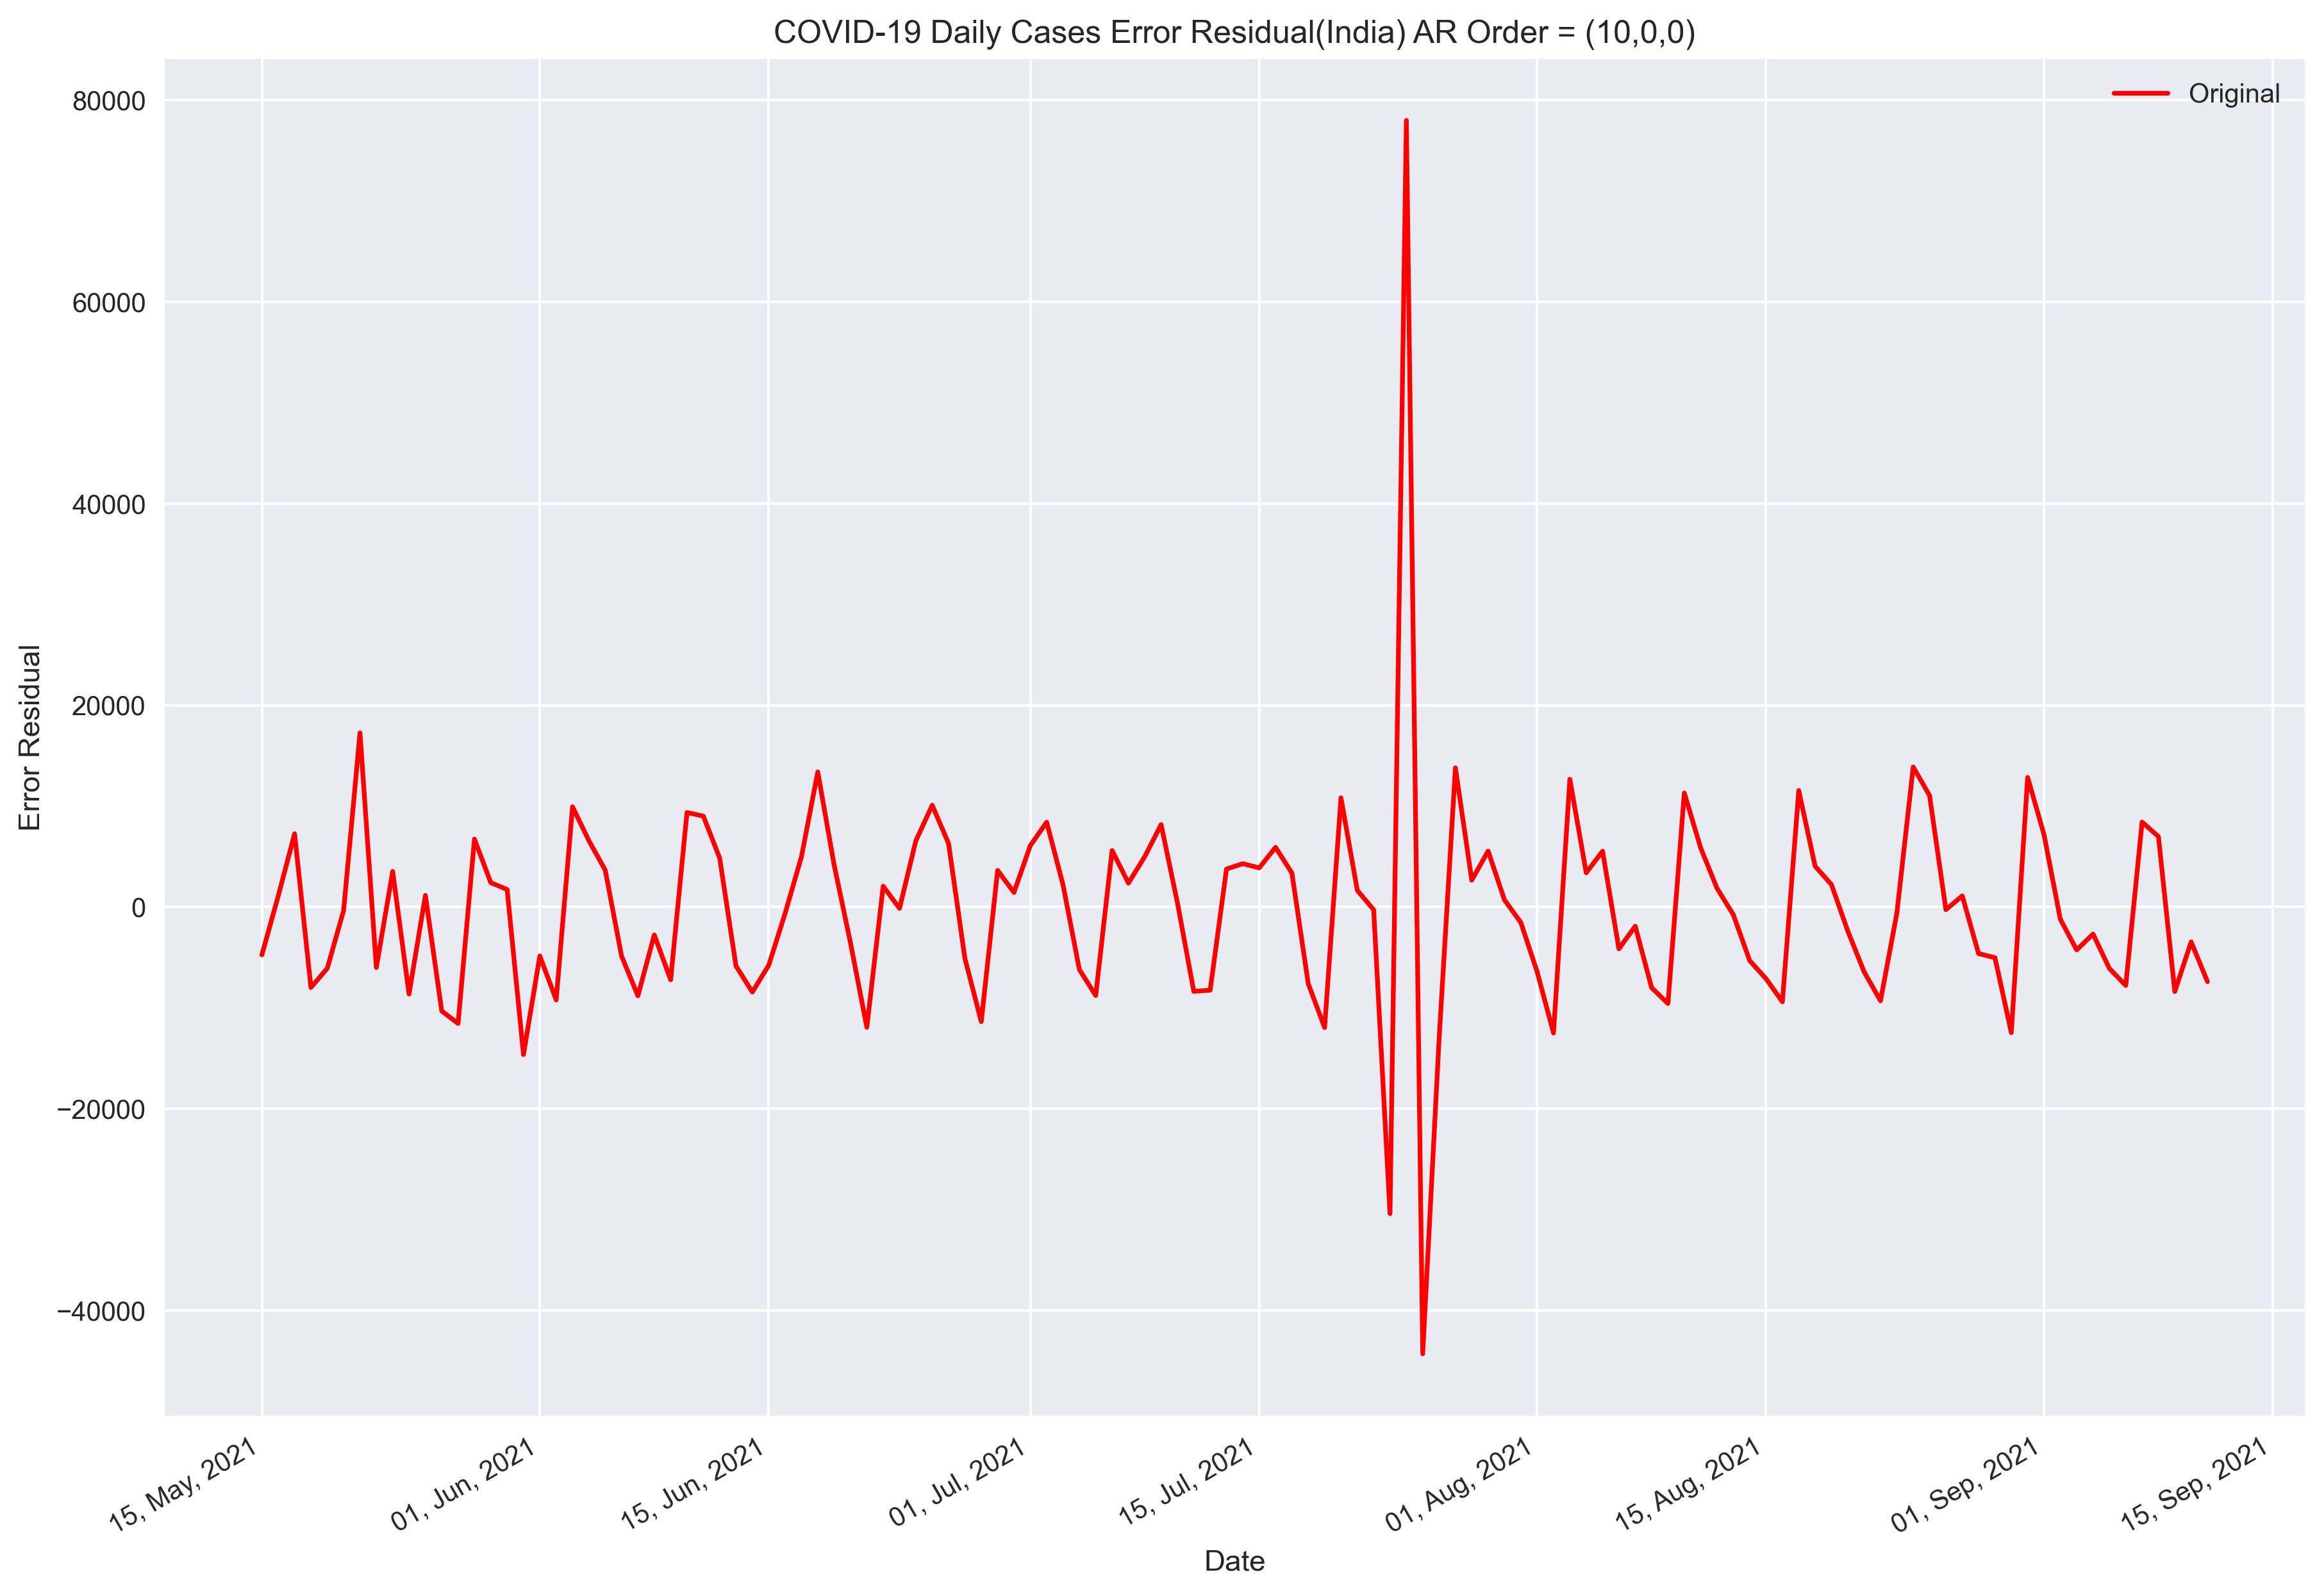 COVID-19 Daily Cases Error Residual(India) AR Order = (10,0,0)
Original
80000
60000
40000
20000
0
−20000
−40000
Error Residual
15, May, 2021
01, Jun, 2021
15, Jun, 2021
01, Jul, 2021
15, Jul, 2021
01, Aug, 2021
15, Aug, 2021
01, Sep, 2021
15, Sep, 2021
Date